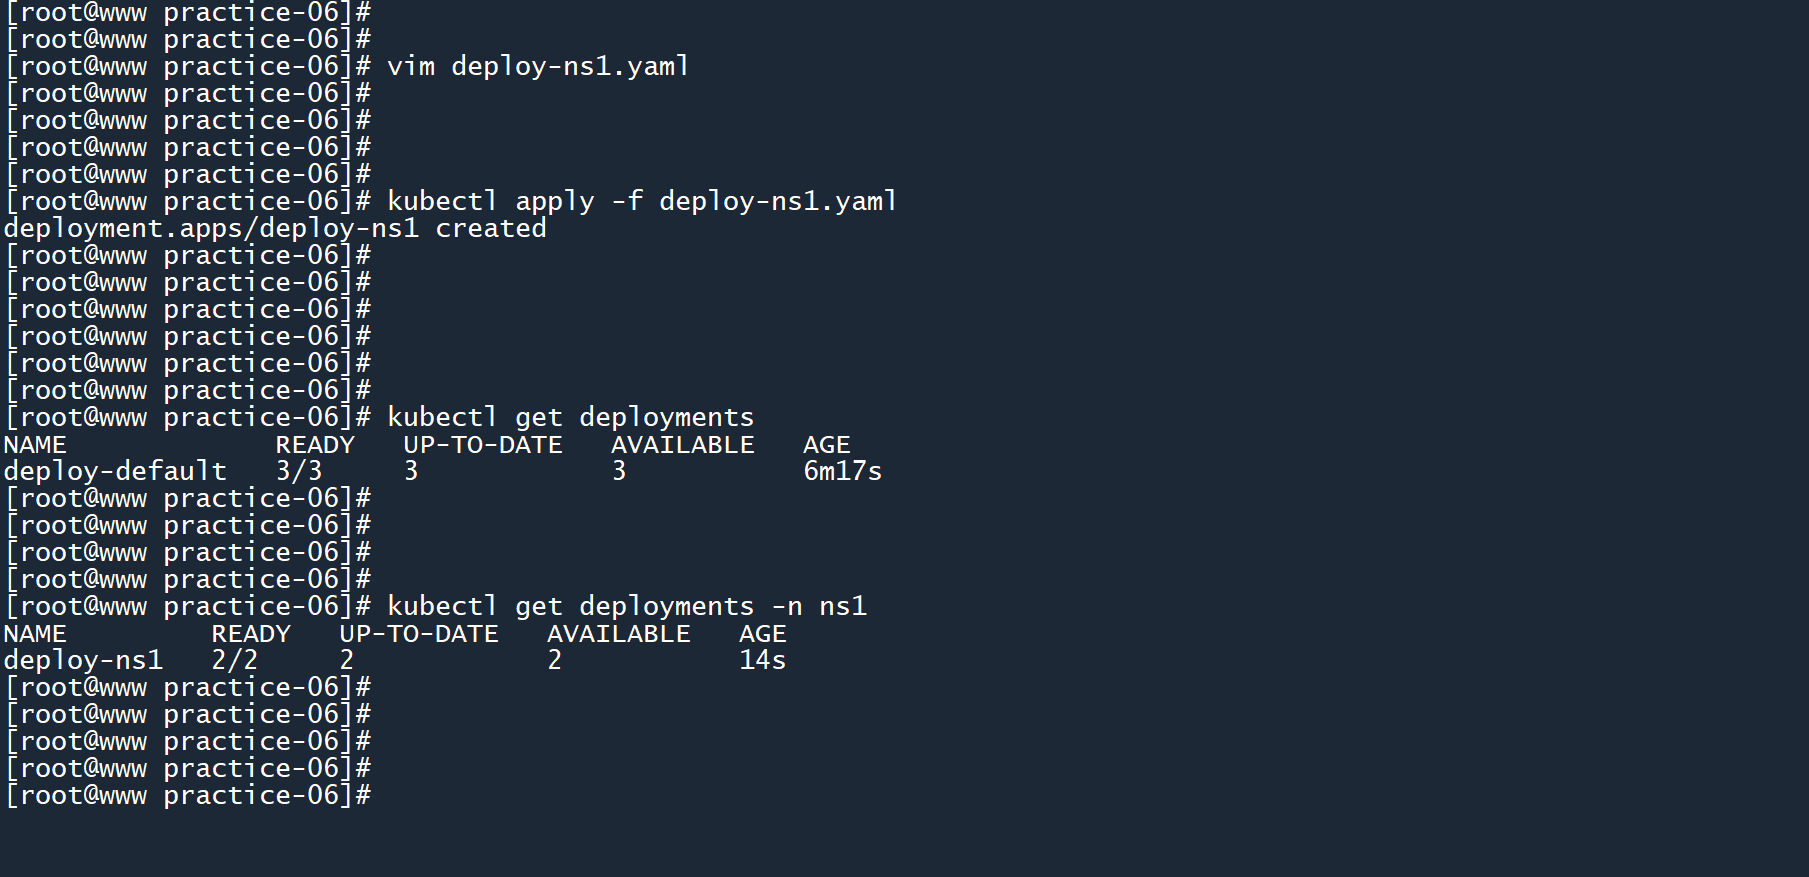 [root@www practice-06]#
[root@www practice-06]#
[root@www practice-06]# vim deploy-ns1.yaml
[root@www practice-06]#
[root@www practice-06]#
[root@www practice-06]#
[root@www practice-06]#
[root@www practice-06]# kubectl apply -f deploy-ns1.yaml
deployment.apps/deploy-ns1 created
[root@www practice-06]#
[root@www practice-06]#
[root@www practice-06]#
[root@www practice-06]#
[root@www practice-06]#
[root@www practice-06]#
[root@www practice-06]# kubectl get deployments
NAME             READY   UP-TO-DATE   AVAILABLE   AGE
deploy-default   3/3     3            3           6m17s
[root@www practice-06]#
[root@www practice-06]#
[root@www practice-06]#
[root@www practice-06]#
[root@www practice-06]# kubectl get deployments -n ns1
NAME         READY   UP-TO-DATE   AVAILABLE   AGE
deploy-ns1   2/2     2            2           14s
[root@www practice-06]#
[root@www practice-06]#
[root@www practice-06]#
[root@www practice-06]#
[root@www practice-06]#